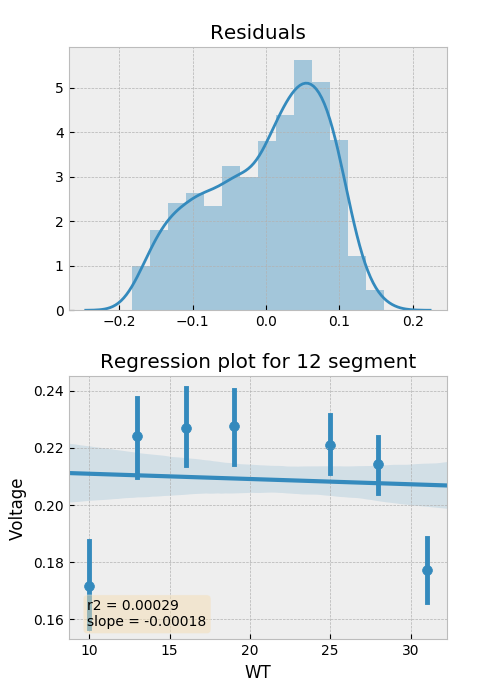 Residuals
5
4
3
2
1
0
−0.2 −0.1 0.0 0.1 0.2
Regression plot for 12 segment
0.24
0.22
0.20
0.18
0.16
Voltage
r2 = 0.00029
slope = -0.00018
10 15 20 25 30
WT